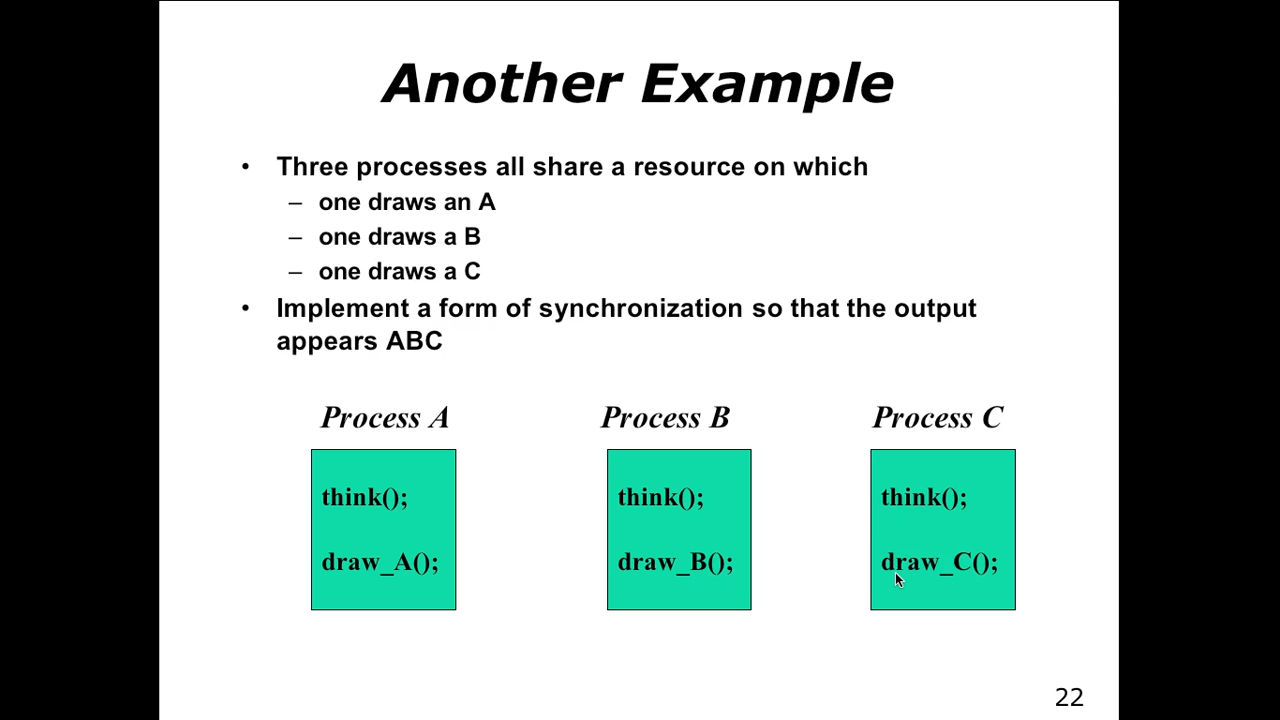 Another Example
• Three processes all share a resource on which
– one draws an A
– one draws a B
– one draws a C
• Implement a form of synchronization so that the output
appears ABC
Process A
think();
draw_A();
Process B
think();
draw_B();
Process C
think();
draw_C();
22